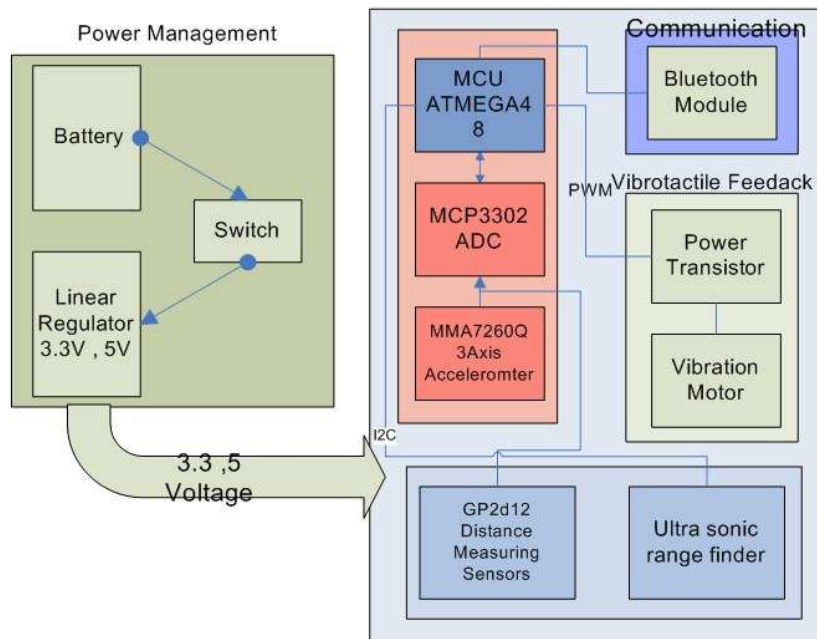 Power Management
Battery
Switch
Linear
Regulator
3.3V , 5V
3.3 ,5
Voltage
MCU
ATMEGA4
8
MCP3302
ADC
MMA7260Q
3Axis
Acceleromter
I2C
PWM
Communication
Bluetooth
Module
Vibrotactile Feedack
Power
Transistor
Vibration
Motor
GP2d12
Distance
Measuring
Sensors
Ultra sonic
range finder